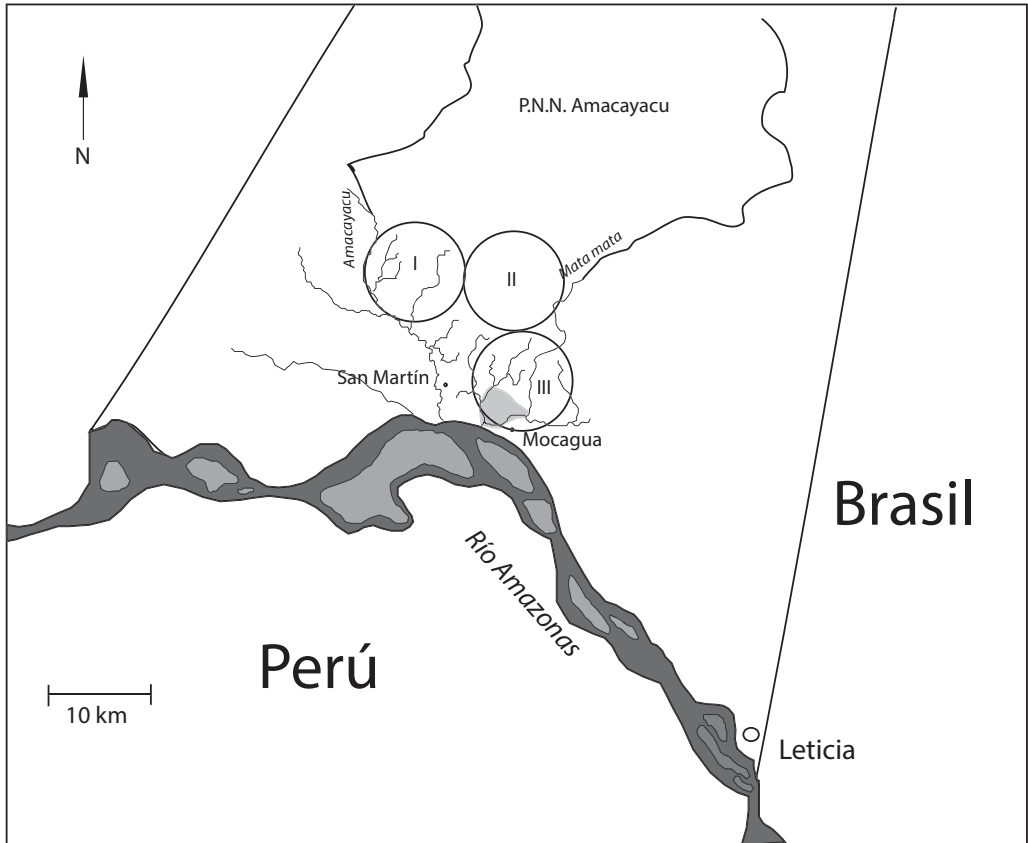 P.N.N. Amacayacu
N
Amacayacu
Mata mata
I
II
San Martín
III
Mocagua
Brasil
Río Amazonas
Perú
10 km
Leticia